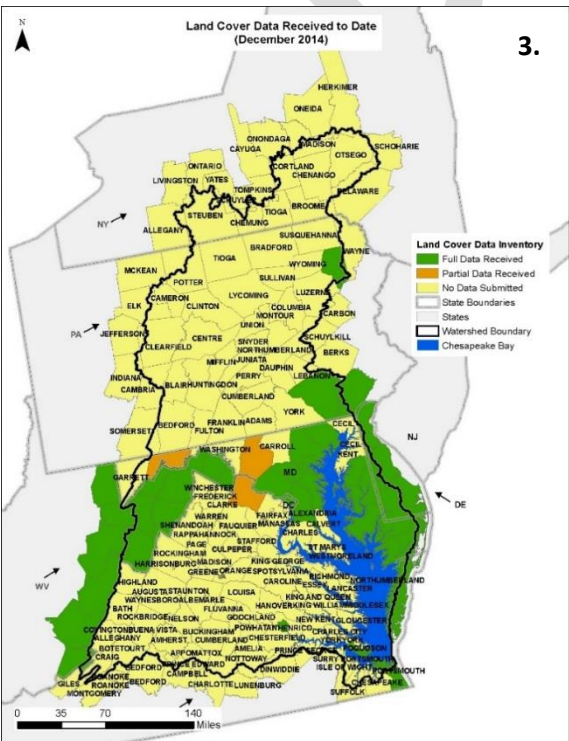 N
Land Cover Data Received to Date
(December 2014)
3.
HERKIMER
ONEIDA
ONONDAGA
MADISON
CAYUGA
SCHOHARIE
OTSEGO
ONTARIO
CORTLAND
YATES
CHENANGO
LIVINGSTON
TOMPKINS
DELAWARE
STEUBEN
TIOGA
BROOME
NY
ALLEGANY
CHEMUNG
SUSQUEHANNA
BRADFORD
WAYNE
TIOGA
WYOMING
MCKEAN
Land Cover Data Inventory
Full Data Received
Partial Data Received
No Data Submitted
State Boundaries
States
Watershed Boundary
Chesapeake Bay
POTTER
SULLIVAN
CAMERON
LYCOMING
LUZERNE
ELK
CLINTON
COLUMBIA
MONTOUR
CARBON
UNION
PA
JEFFERSON
CENTRE
SCHUYLKILL
CLEARFIELD
SNYDER
NORTHUMBERLAND
BERKS
MIFFLIN
JUNIATA
DAUPHIN
INDIANA
PERRY
LEBANON
CAMBRIA
BLAIR
HUNTINGDON
CUMBERLAND
YORK
SOMERSET
BEDFORD
FRANKLIN
ADAMS
FULTON
CECIL
CECIL
NJ
WASHINGTON
CARROLL
KENT
GARRETT
MD
DE
WINCHESTER
FREDERICK
CLARKE
DC
WARREN
FAIRFAX
ALEXANDRIA
SHENANDOAH
FAUQUIER
MANASSAS
CALVERT
RAPPAHANNOCK
STAFFORD
CHARLES
PAGE
CULPEPER
ST MARYS
ROCKINGHAM
WESTMORELAND
MADISON
KING GEORGE
HARRISONBURG
GREENE
ORANGE
SPOTSYLVANIA
WV
RICHMOND
NORTHUMBERLAND
HIGHLAND
CAROLINE
ESSEX
LANCASTER
AUGUSTA
STAUNTON
LOUISA
KING AND QUEEN
BATH
WAYNESBORO
ALBEMARLE
HANOVER
KING WILLIAM
MIDDLESEX
FLUVANNA
ROCKBRIDGE
NELSON
GOOCHLAND
NEW KENT
GLOUCESTER
COVINGTON
BUENA VISTA
POWHATAN
HENRICO
CHARLES CITY
BUCKINGHAM
ALLEGHANY
AMHERST
CUMBERLAND
CHESTERFIELD
YORK
BOTETOURT
AMELIA
POQUOSON
APPOMATTOX
CRAIG
PRINCE EDWARD
NOTTOWAY
SURRY
PORTSMOUTH
BEDFORD
DINWIDDIE
ISLE OF WIGHT
GILES
ROANOKE
CAMPBELL
ROANOKE
BEDFORD
CHARLOTTE
LUNENBURG
CHESAPEAKE
MONTGOMERY
SUFFOLK
0 35 70 140
Miles